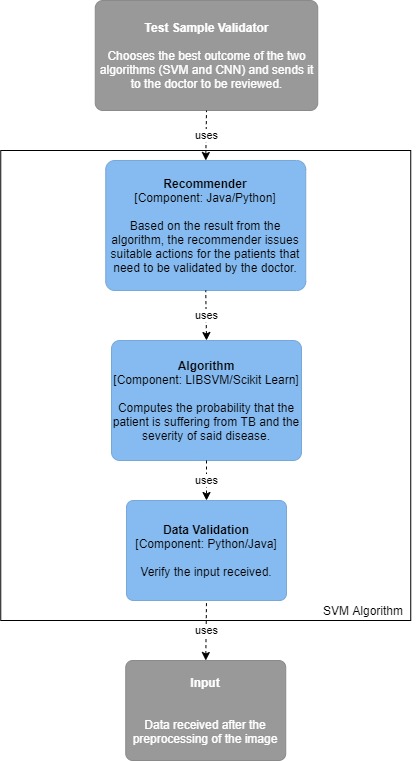 Test Sample Validator
Chooses the best outcome of the two
algorithms (SVM and CNN) and sends it
to the doctor to be reviewed.
uses
Recommender
[Component: Java/Python]
Based on the result from the
algorithm, the recommender issues
suitable actions for the patients that
need to be validated by the doctor.
uses
Algorithm
[Component: LIBSVM/Scikit Learn]
Computes the probability that the
patient is suffering from TB and the
severity of said disease.
uses
Data Validation
[Component: Python/Java]
Verify the input received.
SVM Algorithm
uses
Input
Data received after the
preprocessing of the image